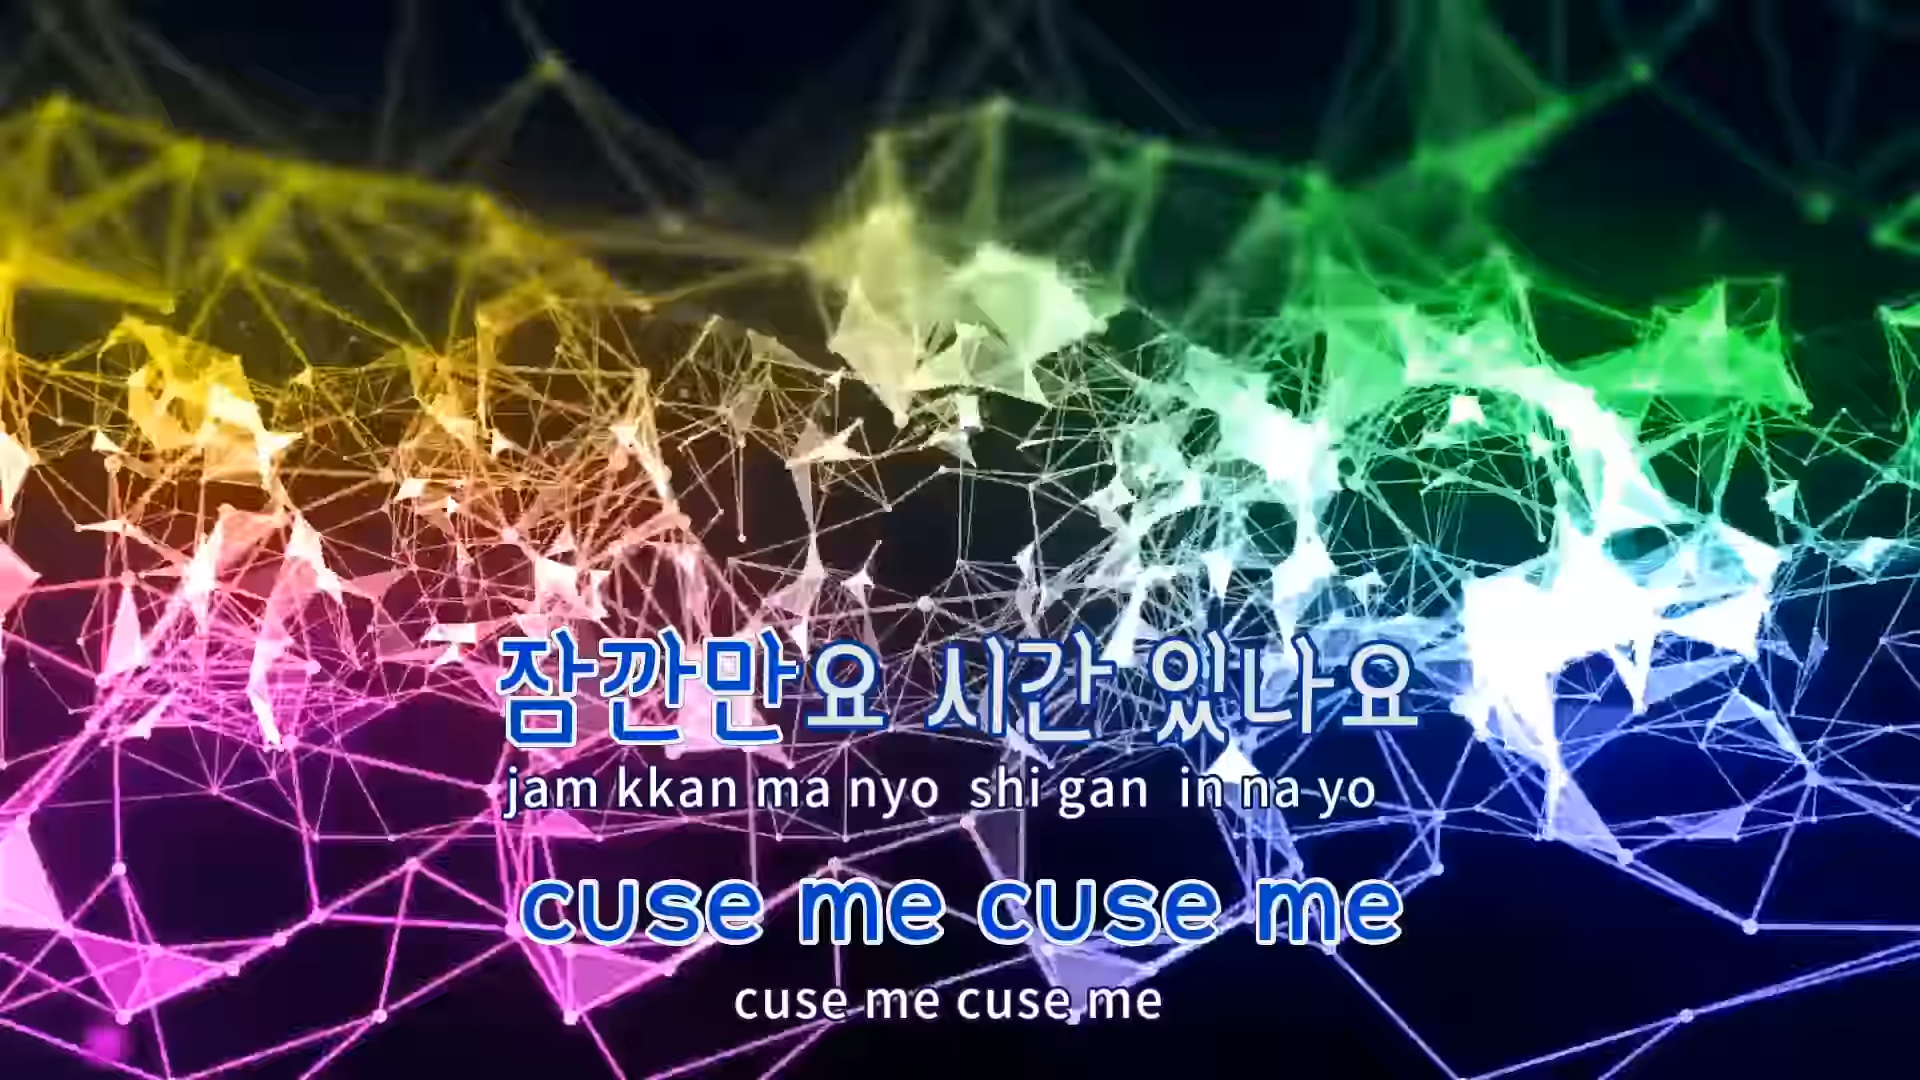 잠깐만요 시간 있나요
jam kkan ma nyo shi gan in na yo
cuse me cuse me
cuse me cuse me